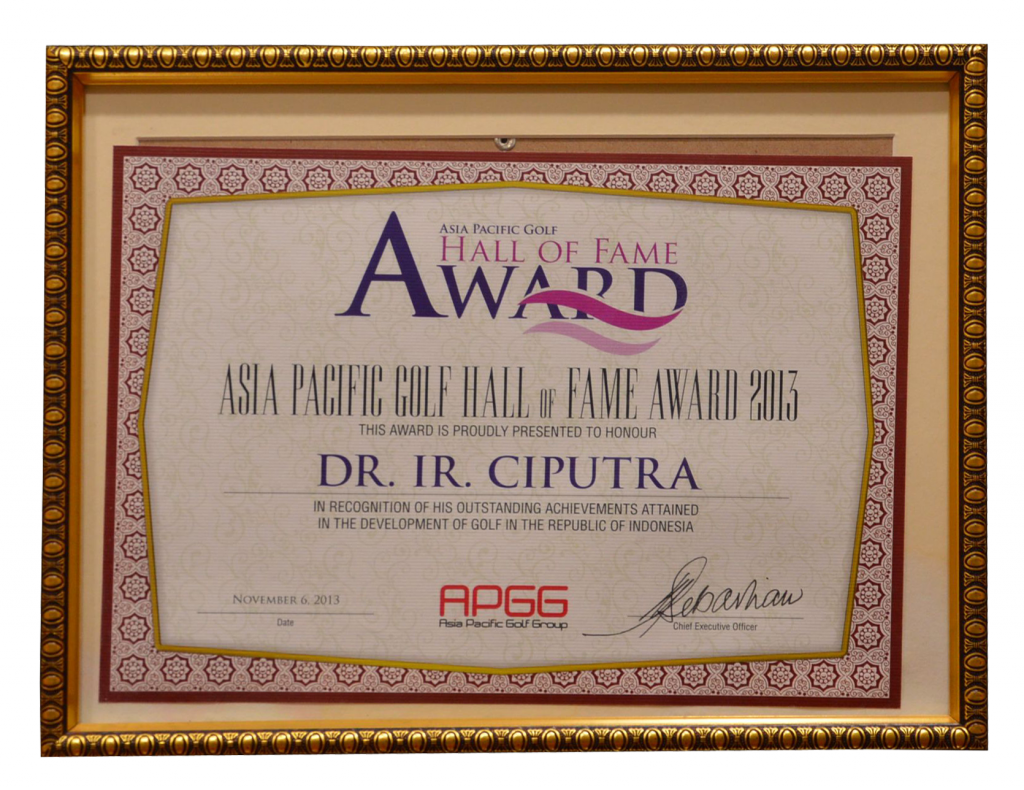 ASIA PACIFIC GOLF
HALL OF FAME
AWARD
ASIA PACIFIC GOLF HALL OF FAME AWARD 2013
THIS AWARD IS PROUDLY PRESENTED TO HONOUR
DR. IR. CIPUTRA
IN RECOGNITION OF HIS OUTSTANDING ACHIEVEMENTS ATTAINED
IN THE DEVELOPMENT OF GOLF IN THE REPUBLIC OF INDONESIA
NOVEMBER 6, 2013
Date
APGG
Asia Pacific Golf Group
Chief Executive Officer